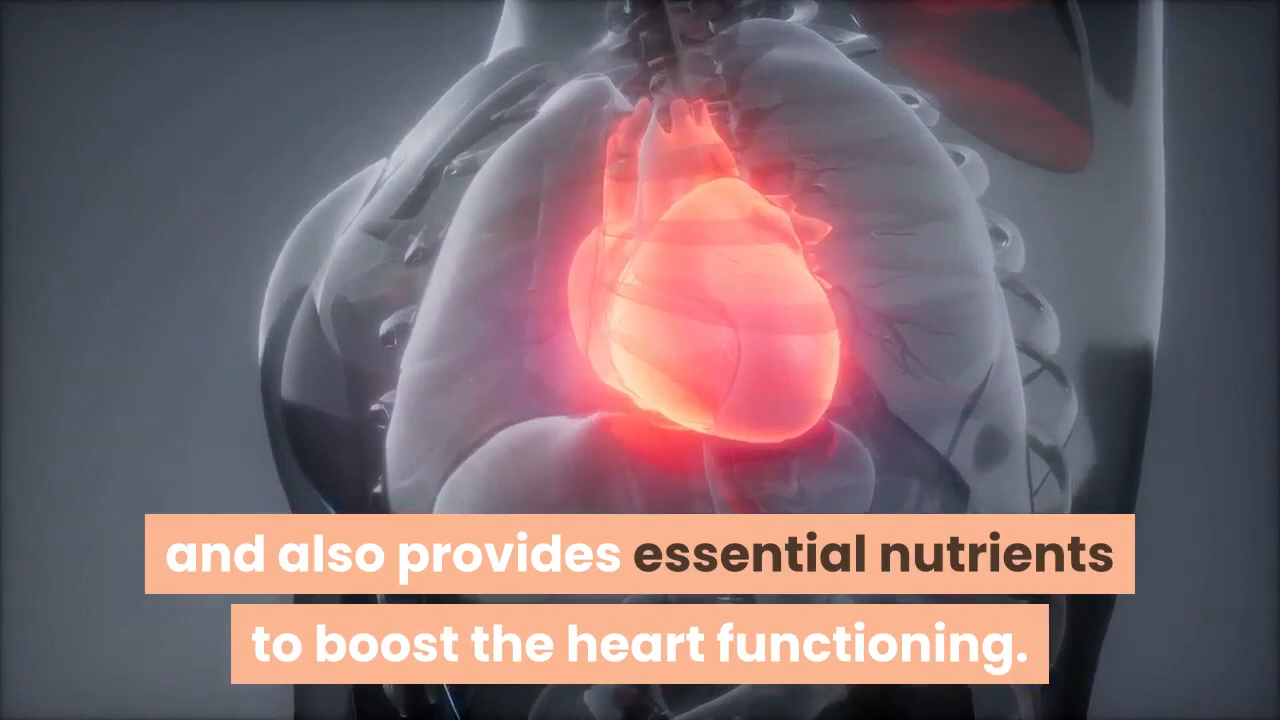 and also provides essential nutrients
to boost the heart functioning.